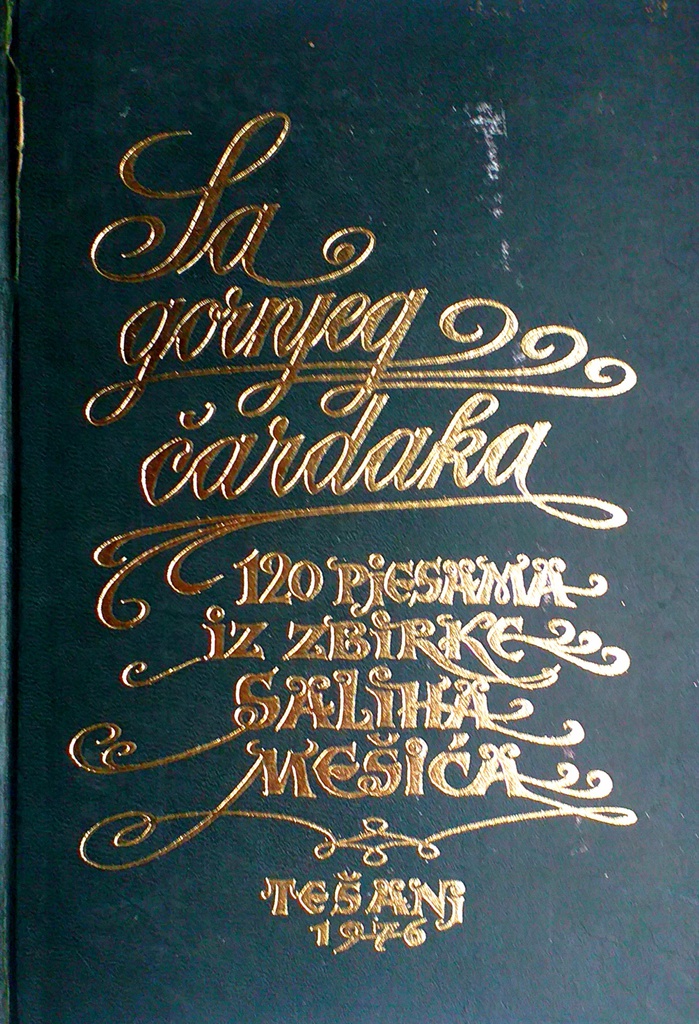 Sa
gornjeg
čardaka
120 PJESAMA
iZ ZBiRKE
SALiHA
MEŠiĆA
TEŠANJ
1976